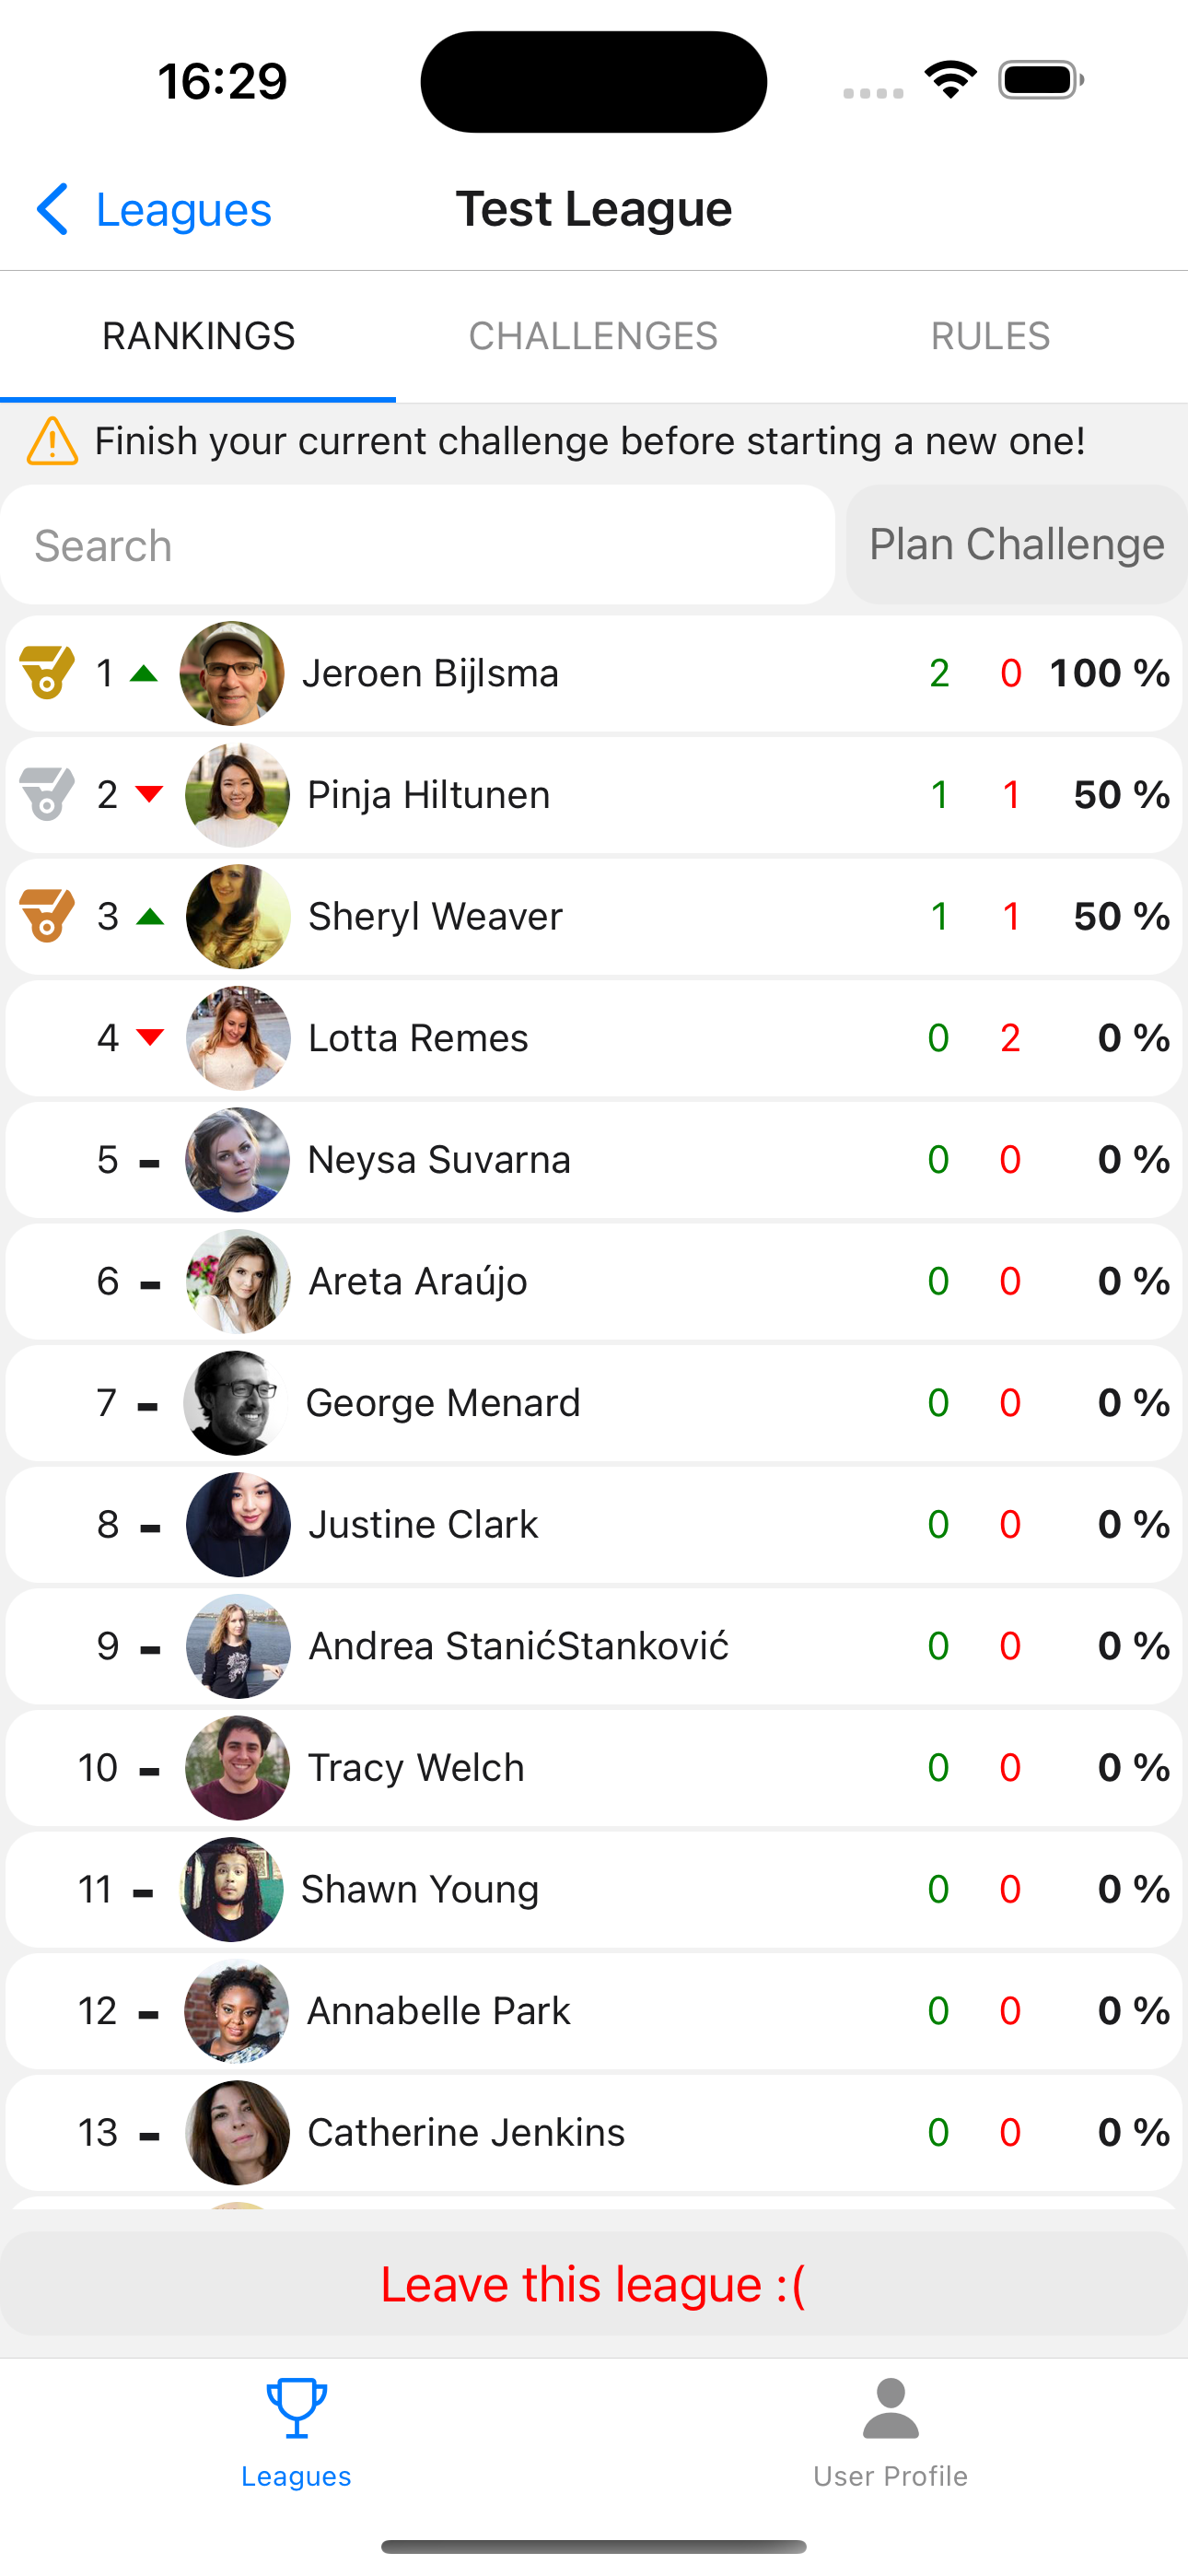 16:29
Leagues
Test League
RANKINGS CHALLENGES RULES
Finish your current challenge before starting a new one!
Search
Plan Challenge
1 Jeroen Bijlsma 2 0 100 %
2 Pinja Hiltunen 1 1 50 %
3 Sheryl Weaver 1 1 50 %
4 Lotta Remes 0 2 0 %
5 - Neysa Suvarna 0 0 0 %
6 - Areta Araújo 0 0 0 %
7 - George Menard 0 0 0 %
8 - Justine Clark 0 0 0 %
9 - Andrea StanićStanković 0 0 0 %
10 - Tracy Welch 0 0 0 %
11 - Shawn Young 0 0 0 %
12 - Annabelle Park 0 0 0 %
13 - Catherine Jenkins 0 0 0 %
Leave this league :(
Leagues
User Profile